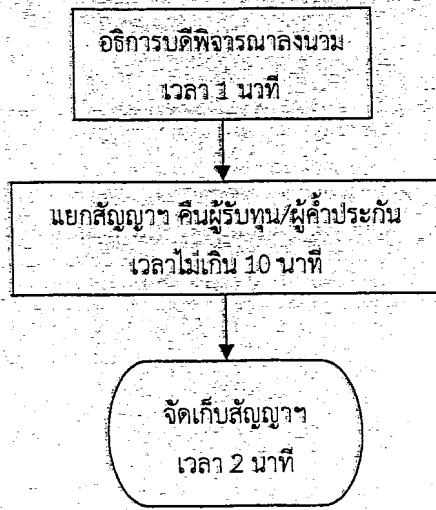 อธิการบดีพิจารณาลงนาม
เวลา 1 นาที
แยกสัญญาฯ คืนผู้รับทุน/ผู้ค้ำประกัน
เวลาไม่เกิน 10 นาที
จัดเก็บสัญญาฯ
เวลา 2 นาที